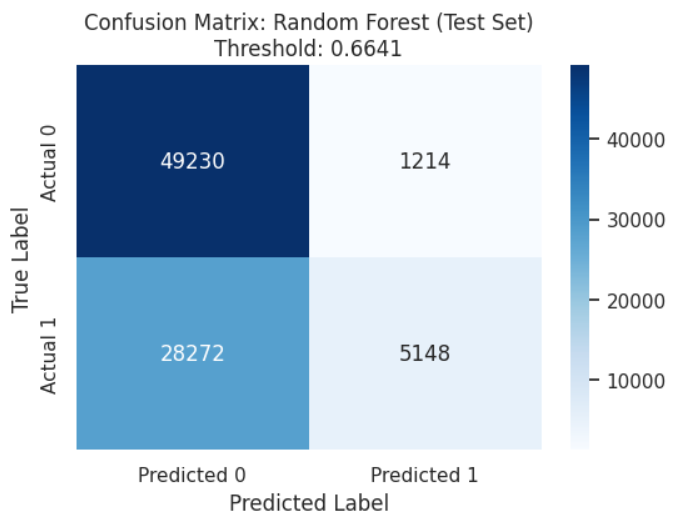 Confusion Matrix: Random Forest (Test Set)
Threshold: 0.6641
True Label
Actual 0
49230
1214
Actual 1
28272
5148
Predicted 0
Predicted 1
Predicted Label
40000
30000
20000
10000